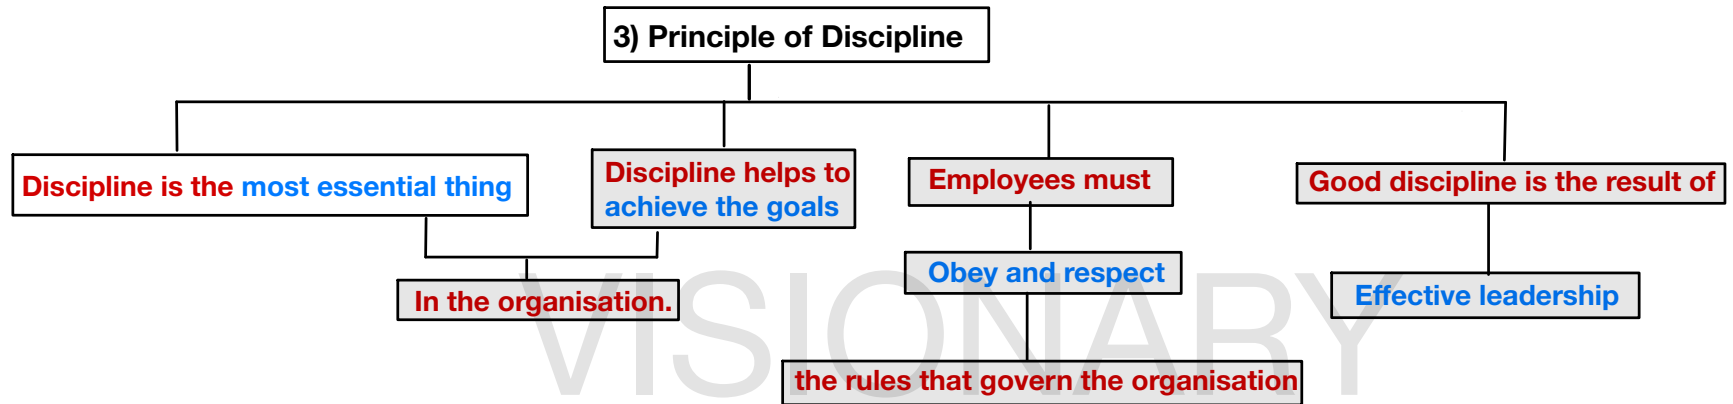 3) Principle of Discipline
Discipline is the most essential thing
Discipline helps to
achieve the goals
In the organisation.
Employees must
Obey and respect
the rules that govern the organisation
Good discipline is the result of
Effective leadership
VISIONARY